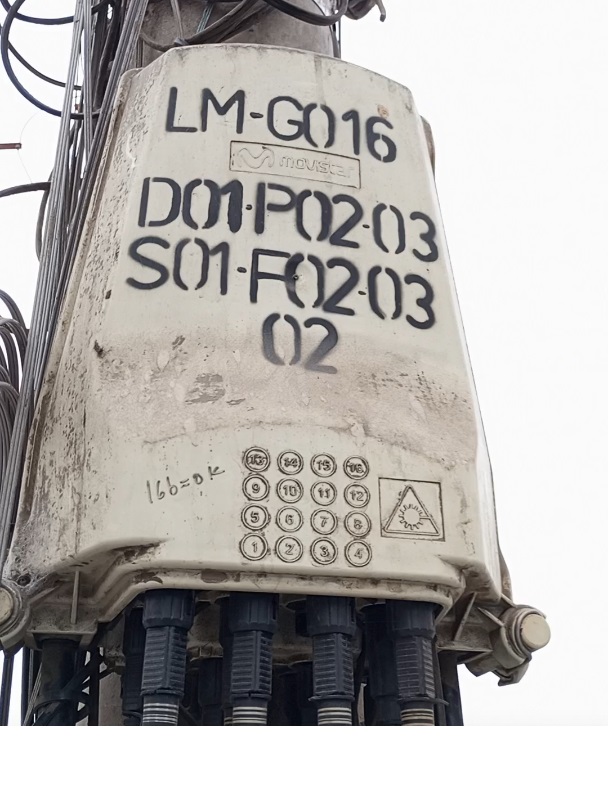 LM-G016
movistar
D01-P02-03
S01-F02-03
02
16b=ok
13 14 15 16
9 10 11 12
5 6 7 8
1 2 3 4